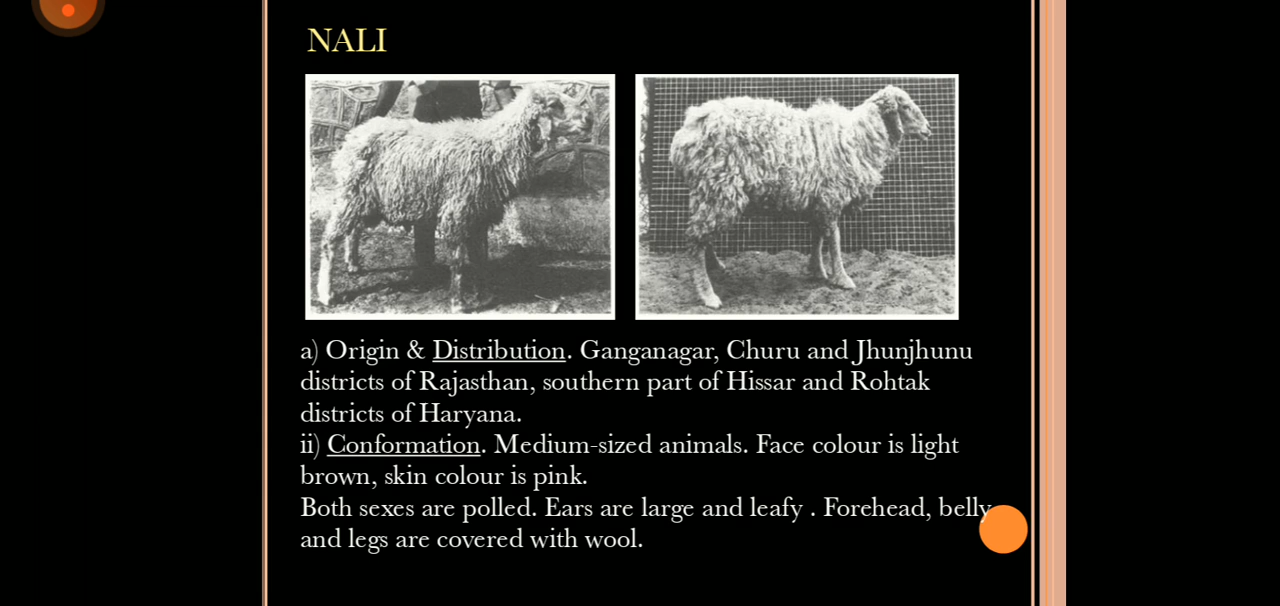 NALI
a) Origin & Distribution. Ganganagar, Churu and Jhunjhunu
districts of Rajasthan, southern part of Hissar and Rohtak
districts of Haryana.
ii) Conformation. Medium-sized animals. Face colour is light
brown, skin colour is pink.
Both sexes are polled. Ears are large and leafy . Forehead, belly
and legs are covered with wool.